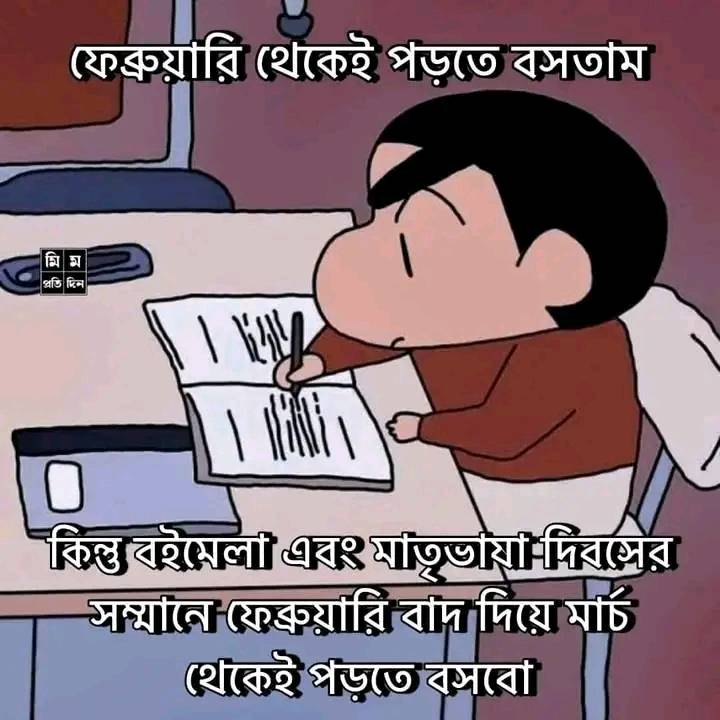 ফেব্রুয়ারি থেকেই পড়তে বসতাম
মি ম
প্রতি দিন
কিন্তু বইমেলা এবং মাতৃভাষা দিবসের
সম্মানে ফেব্রুয়ারি বাদ দিয়ে মার্চ
থেকেই পড়তে বসবো